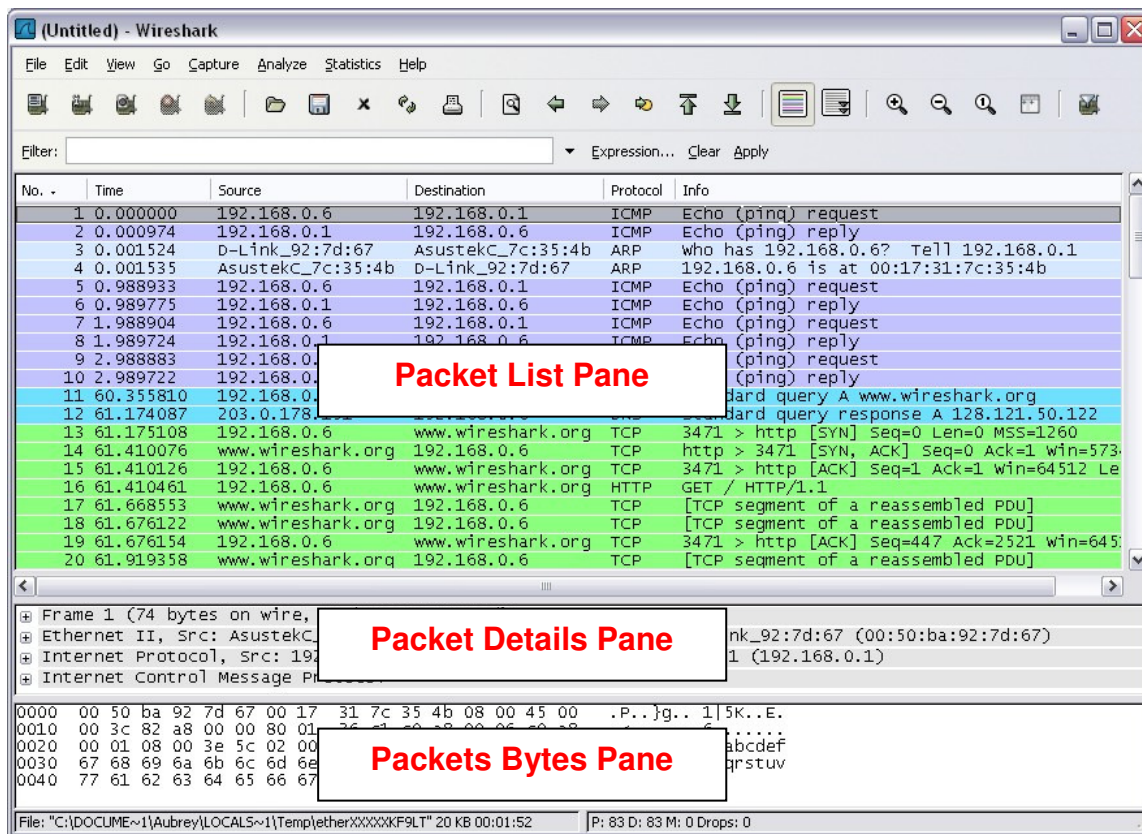 (Untitled) - Wireshark
File Edit View Go Capture Analyze Statistics Help
Filter: Expression... Clear Apply
No. Time Source Destination Protocol Info
1 0.000000 192.168.0.6 192.168.0.1 ICMP Echo (ping) request
2 0.000974 192.168.0.1 192.168.0.6 ICMP Echo (ping) reply
3 0.001524 D-Link_92:7d:67 AsustekC_7c:35:4b ARP who has 192.168.0.6? Tell 192.168.0.1
4 0.001535 AsustekC_7c:35:4b D-Link_92:7d:67 ARP 192.168.0.6 is at 00:17:31:7c:35:4b
5 0.988933 192.168.0.6 192.168.0.1 ICMP Echo (ping) request
6 0.989775 192.168.0.1 192.168.0.6 ICMP Echo (ping) reply
7 1.988904 192.168.0.6 192.168.0.1 ICMP Echo (ping) request
8 1.989724 192.168.0.1 192.168.0.6 ICMP Echo (ping) reply
9 2.988883 192.168.0. (ping) request
10 2.989722 192.168.0. (ping) reply
Packet List Pane
11 60.355810 192.168.0. dard query A www.wireshark.org
12 61.174087 203.0.178. Standard query response A 128.121.50.122
13 61.175108 192.168.0.6 www.wireshark.org TCP 3471 > http [SYN] Seq=0 Len=0 MSS=1260
14 61.410076 www.wireshark.org 192.168.0.6 TCP http > 3471 [SYN, ACK] Seq=0 Ack=1 Win=573
15 61.410126 192.168.0.6 www.wireshark.org TCP 3471 > http [ACK] Seq=1 Ack=1 Win=64512 Le
16 61.410461 192.168.0.6 www.wireshark.org HTTP GET / HTTP/1.1
17 61.668553 www.wireshark.org 192.168.0.6 TCP [TCP segment of a reassembled PDU]
18 61.676122 www.wireshark.org 192.168.0.6 TCP [TCP segment of a reassembled PDU]
19 61.676154 192.168.0.6 www.wireshark.org TCP 3471 > http [ACK] Seq=447 Ack=2521 Win=645
20 61.919358 www.wireshark.org 192.168.0.6 TCP [TCP segment of a reassembled PDU]
Frame 1 (74 bytes on wire,
Ethernet II, Src: AsustekC_ nk_92:7d:67 (00:50:ba:92:7d:67)
Packet Details Pane
Internet Protocol, Src: 192 1 (192.168.0.1)
Internet Control Message
0000 00 50 ba 92 7d 67 00 17 31 7c 35 4b 08 00 45 00 .P..}g.. 1|5K..E.
0010 00 3c 82 a8 00 00 80 01
0020 00 01 08 00 3e 5c 02 00 abcdef
Packets Bytes Pane
0030 67 68 69 6a 6b 6c 6d 6e qrstuv
0040 77 61 62 63 64 65 66 67
File: "C:\DOCUME~1\Aubrey\LOCALS~1\Temp\etherXXXXXKF9LT" 20 KB 00:01:52 P: 83 D: 83 M: 0 Drops: 0